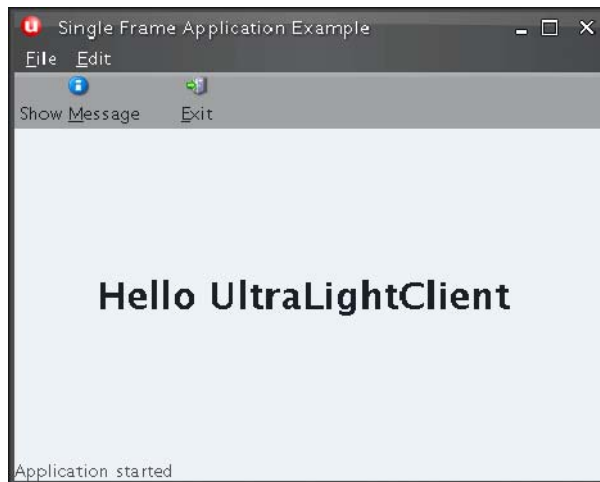 u Single Frame Application Example
File Edit
Show Message Exit
Hello UltraLightClient
Application started